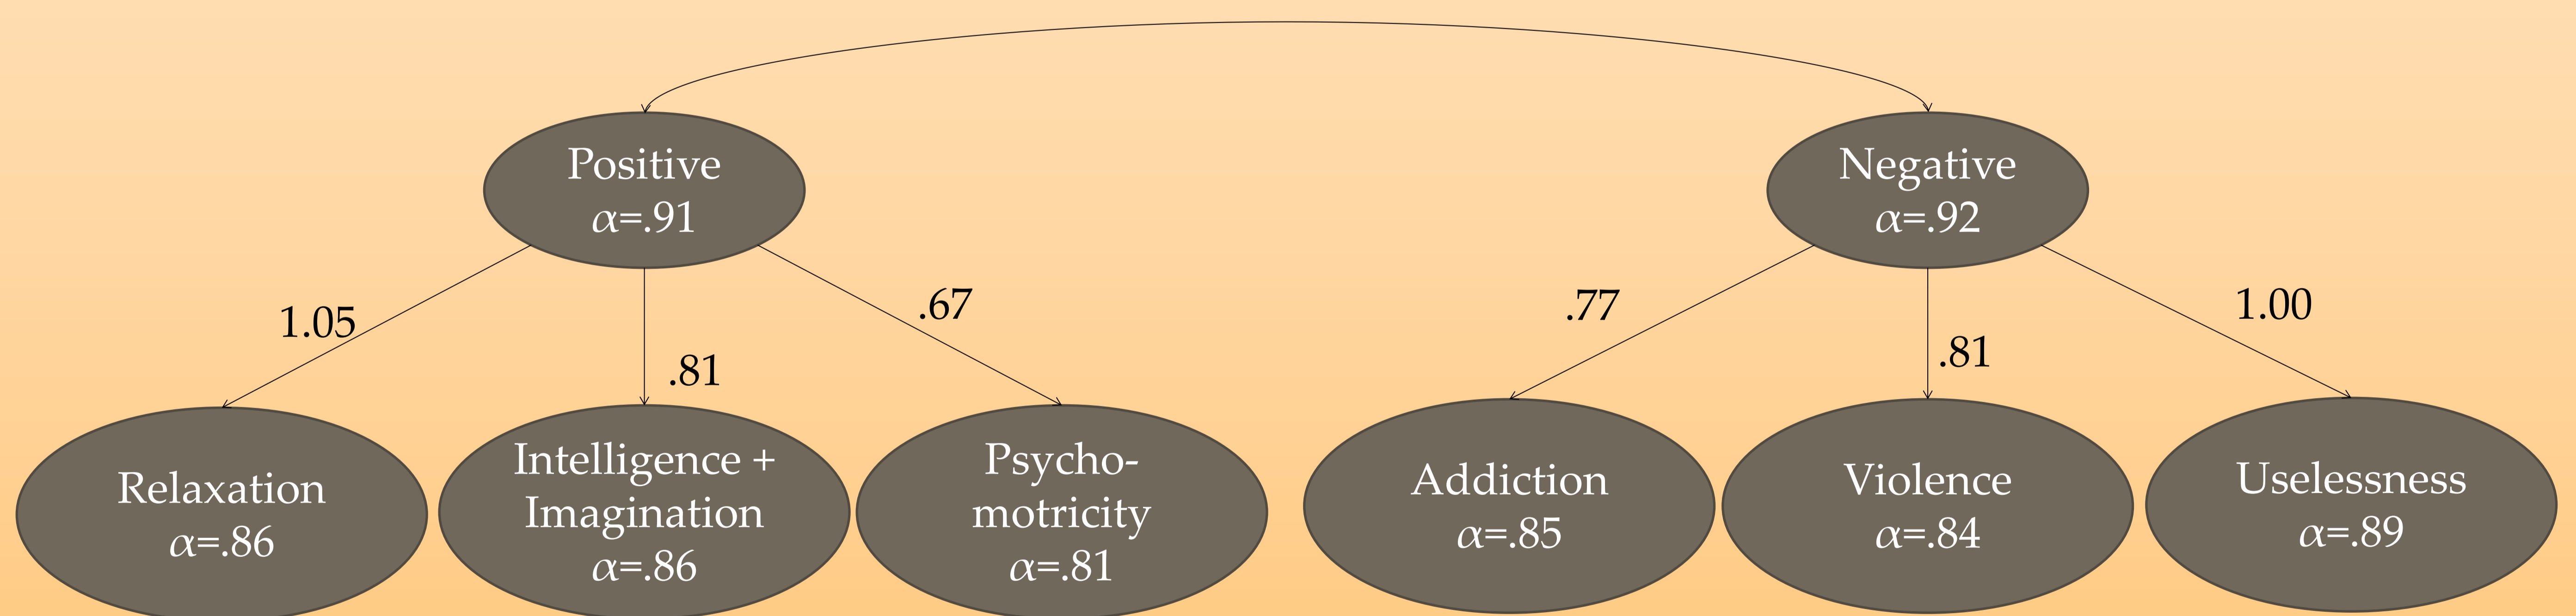 Positive
α=.91
Negative
α=.92
1.05
.81
.67
.77
.81
1.00
Relaxation
α=.86
Intelligence +
Imagination
α=.86
Psycho-
motricity
α=.81
Addiction
α=.85
Violence
α=.84
Uselessness
α=.89